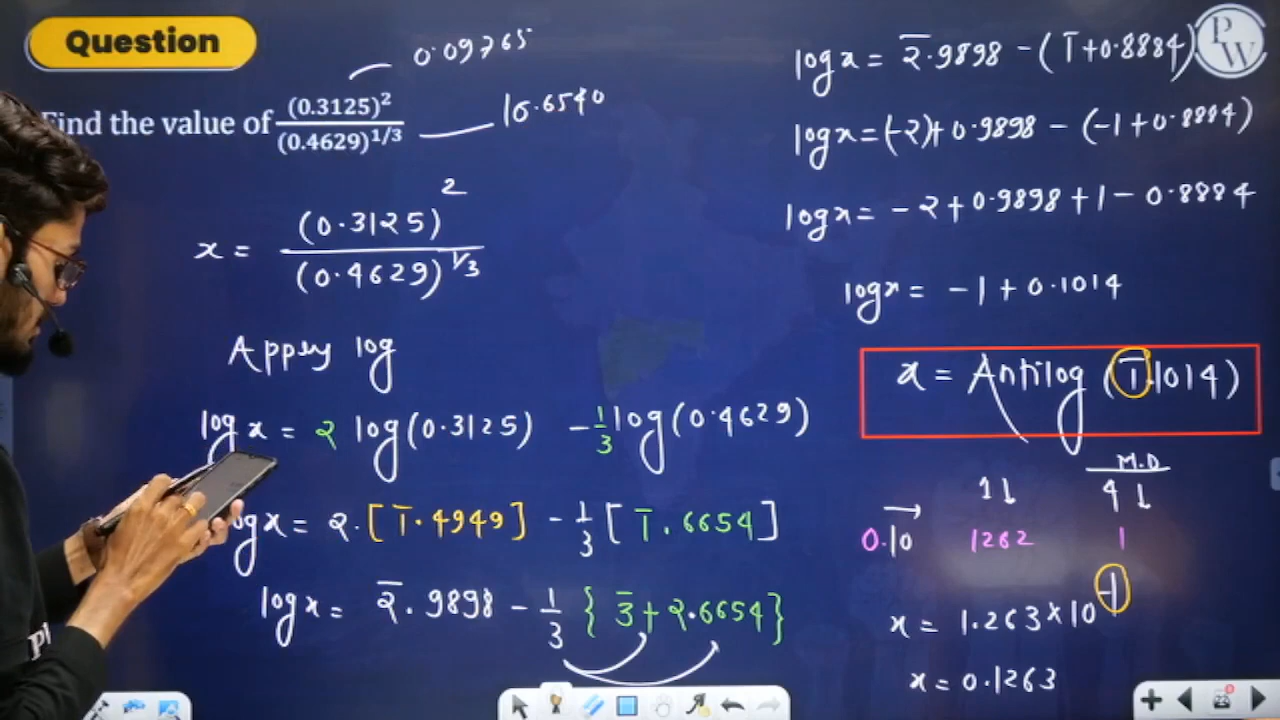 Question
0.09765
Find the value of (0.3125)² / (0.4629)^{1/3}
16.6540
x = (0.3125)² / (0.4629)^{1/3}
Apply log
log x = 2 log(0.3125) - 1/3 log(0.4629)
log x = 2.[1̄.4949] - 1/3 [1̄.6654]
log x = 2̄.9898 - 1/3 { 3̄ + 2.6654}
PW
log x = 2̄.9898 - (1̄+0.8884)
log x = (-2)+0.9898 - (-1+0.8884)
log x = -2+0.9898+1-0.8884
log x = -1+0.1014
x = Antilog (1̄.1014)
M.D
1↓ 4↓
0.10 1262 1
x = 1.263×10^{-1}
x = 0.1263